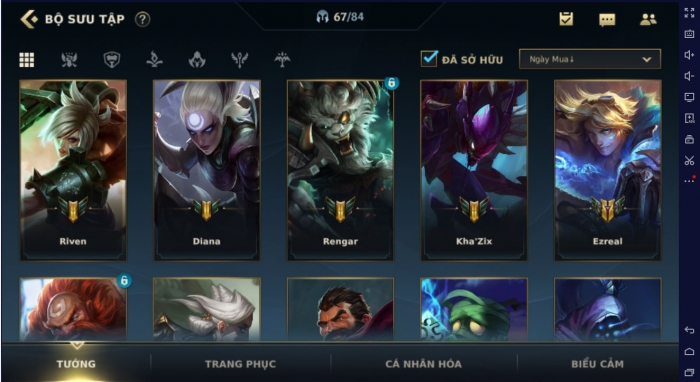 BỘ SƯU TẬP ?
67/84
ĐÃ SỞ HỮU
Ngày Mua↓
Riven
Diana
Rengar
Kha'Zix
Ezreal
TƯỚNG
TRANG PHỤC
CÁ NHÂN HÓA
BIỂU CẢM